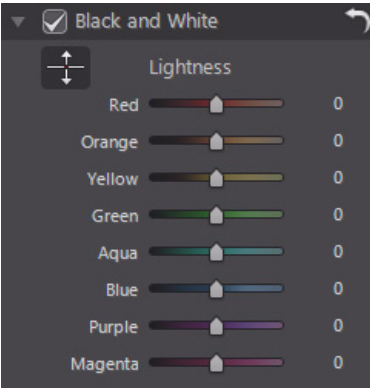 Black and White
Lightness
Red 0
Orange 0
Yellow 0
Green 0
Aqua 0
Blue 0
Purple 0
Magenta 0